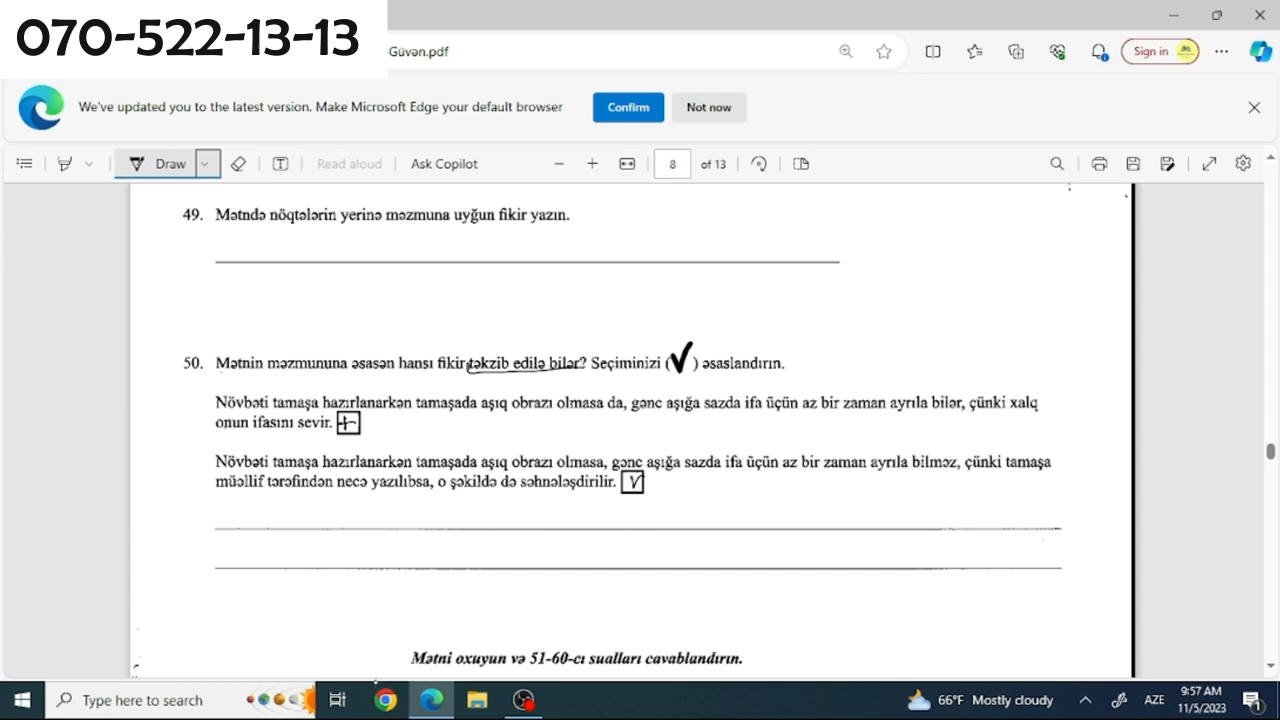 070-522-13-13
-Güvən.pdf
Sign in
We've updated you to the latest version. Make Microsoft Edge your default browser
Confirm
Not now
Draw
Read aloud
Ask Copilot
8
of 13
49. Mətndə nöqtələrin yerinə məzmuna uyğun fikir yazın.
50. Mətnin məzmununa əsasən hansı fikir təkzib edilə bilər? Seçiminizi (✓) əsaslandırın.
Növbəti tamaşa hazırlanarkən tamaşada aşıq obrazı olmasa da, gənc aşığa sazda ifa üçün az bir zaman ayrıla bilər, çünki xalq
onun ifasını sevir. +
Növbəti tamaşa hazırlanarkən tamaşada aşıq obrazı olmasa, gənc aşığa sazda ifa üçün az bir zaman ayrıla bilməz, çünki tamaşa
müəllif tərəfindən necə yazılıbsa, o şəkildə də səhnələşdirilir. V
Mətni oxuyun və 51-60-cı sualları cavablandırın.
Type here to search
66°F Mostly cloudy
AZE
9:57 AM
11/5/2023
1